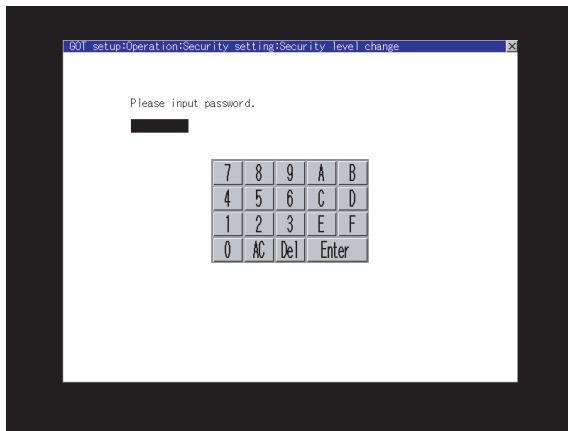 GOT setup:Operation:Security setting:Security level change
Please input password.
7 8 9 A B
4 5 6 C D
1 2 3 E F
0 AC Del Enter